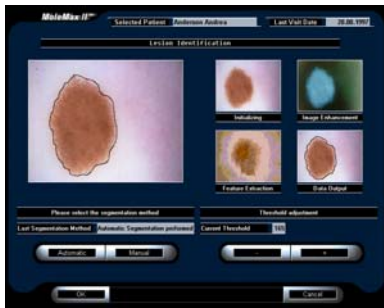 MoleMax II™ Selected Patient Anderson Andrea Last Visit Date 20.08.1997
Lesion Identification
Initializing Image Enhancement
Feature Extraction Data Output
Please select the segmentation method Threshold adjustment
Last Segmentation Method Automatic Segmentation performed Current Threshold 165
Automatic Manual - +
OK Cancel